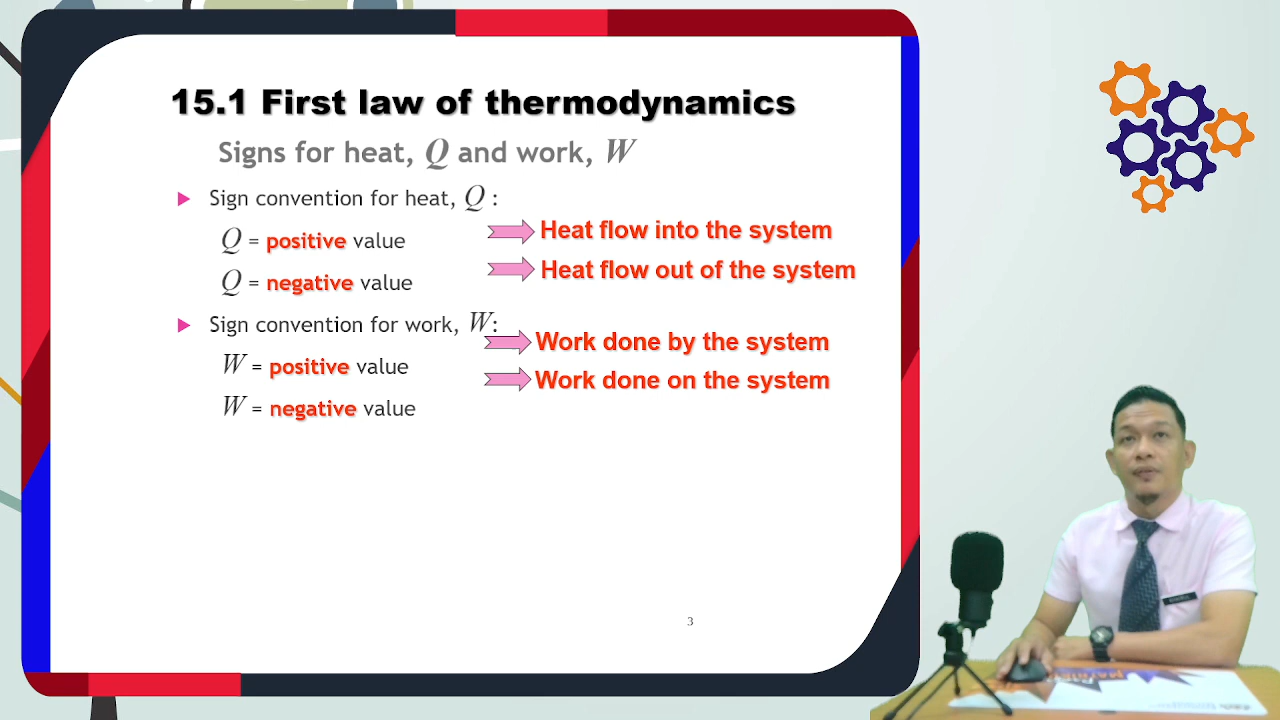 15.1 First law of thermodynamics
Signs for heat, Q and work, W
Sign convention for heat, Q :
Q = positive value
Heat flow into the system
Q = negative value
Heat flow out of the system
Sign convention for work, W:
W = positive value
Work done by the system
W = negative value
Work done on the system
3